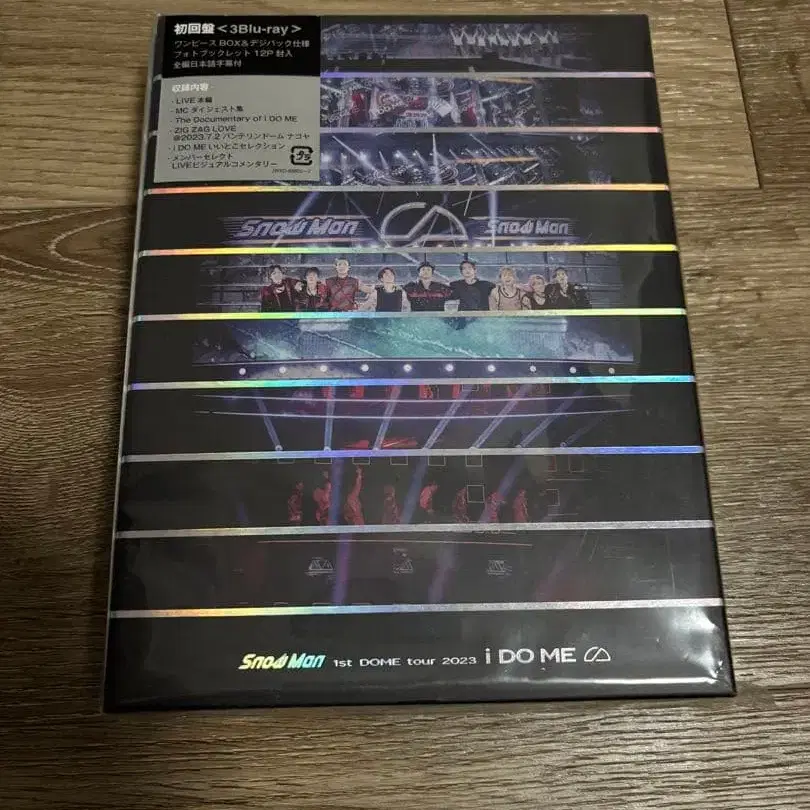 初回盤<3Blu-ray>
ワンピースBOX&デジパック仕様
フォトブックレット12P封入
全編日本語字幕付
収録内容
・LIVE本編
・MCダイジェスト集
・The Documentary of i DO ME
・ZIG ZAG LOVE
@2023.7.2 バンテリンドーム ナゴヤ
・i DO ME いいとこセレクション
・メンバーセレクト
LIVEビジュアルコメンタリー
Snow Man
Snow Man
Snow Man 1st DOME tour 2023 i DO ME